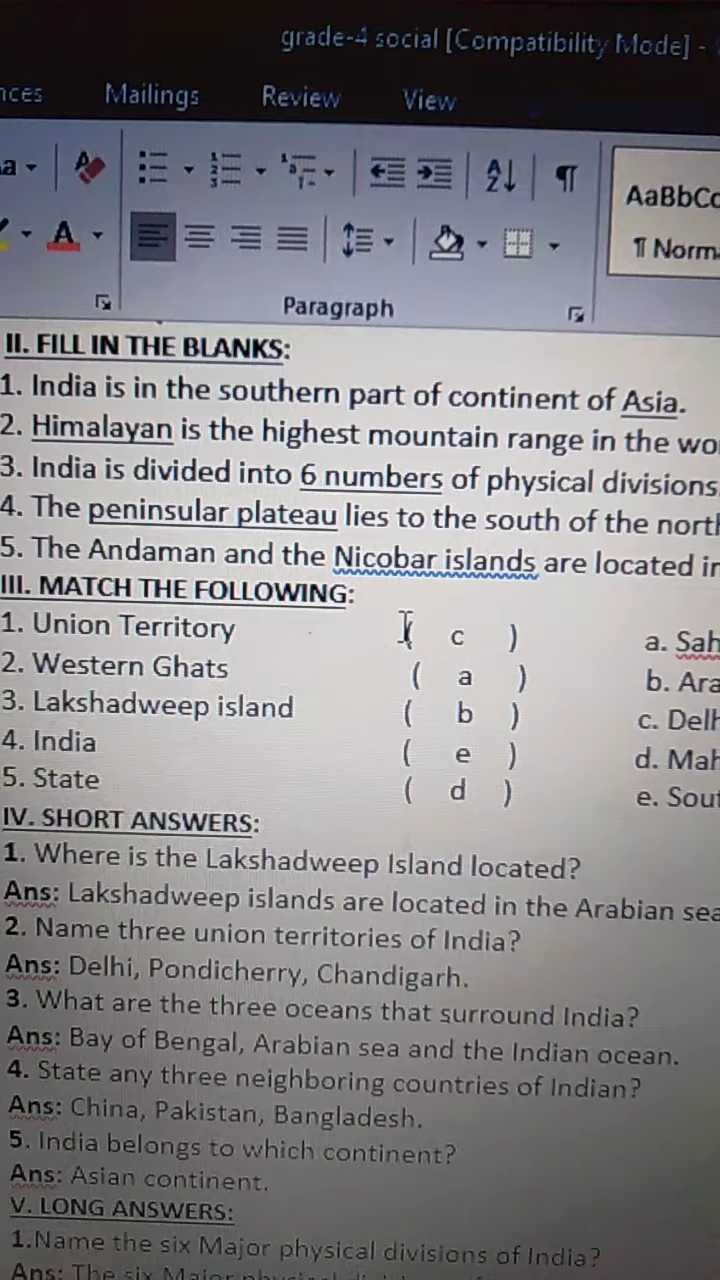 grade-4 social [Compatibility Mode] -
Mailings Review View
Paragraph
AaBbCc
¶ Norm
II. FILL IN THE BLANKS:
1. India is in the southern part of continent of Asia.
2. Himalayan is the highest mountain range in the
3. India is divided into 6 numbers of physical divisions
4. The peninsular plateau lies to the south of the
5. The Andaman and the Nicobar islands are located
III. MATCH THE FOLLOWING:
1. Union Territory ( c ) a. Sah
2. Western Ghats ( a ) b. Ara
3. Lakshadweep island ( b ) c. Delh
4. India ( e ) d. Mah
5. State ( d ) e. Sout
IV. SHORT ANSWERS:
1. Where is the Lakshadweep Island located?
Ans: Lakshadweep islands are located in the Arabian sea
2. Name three union territories of India?
Ans: Delhi, Pondicherry, Chandigarh.
3. What are the three oceans that surround India?
Ans: Bay of Bengal, Arabian sea and the Indian ocean.
4. State any three neighboring countries of Indian?
Ans: China, Pakistan, Bangladesh.
5. India belongs to which continent?
Ans: Asian continent.
V. LONG ANSWERS:
1.Name the six Major physical divisions of India?
Ans: The six Major